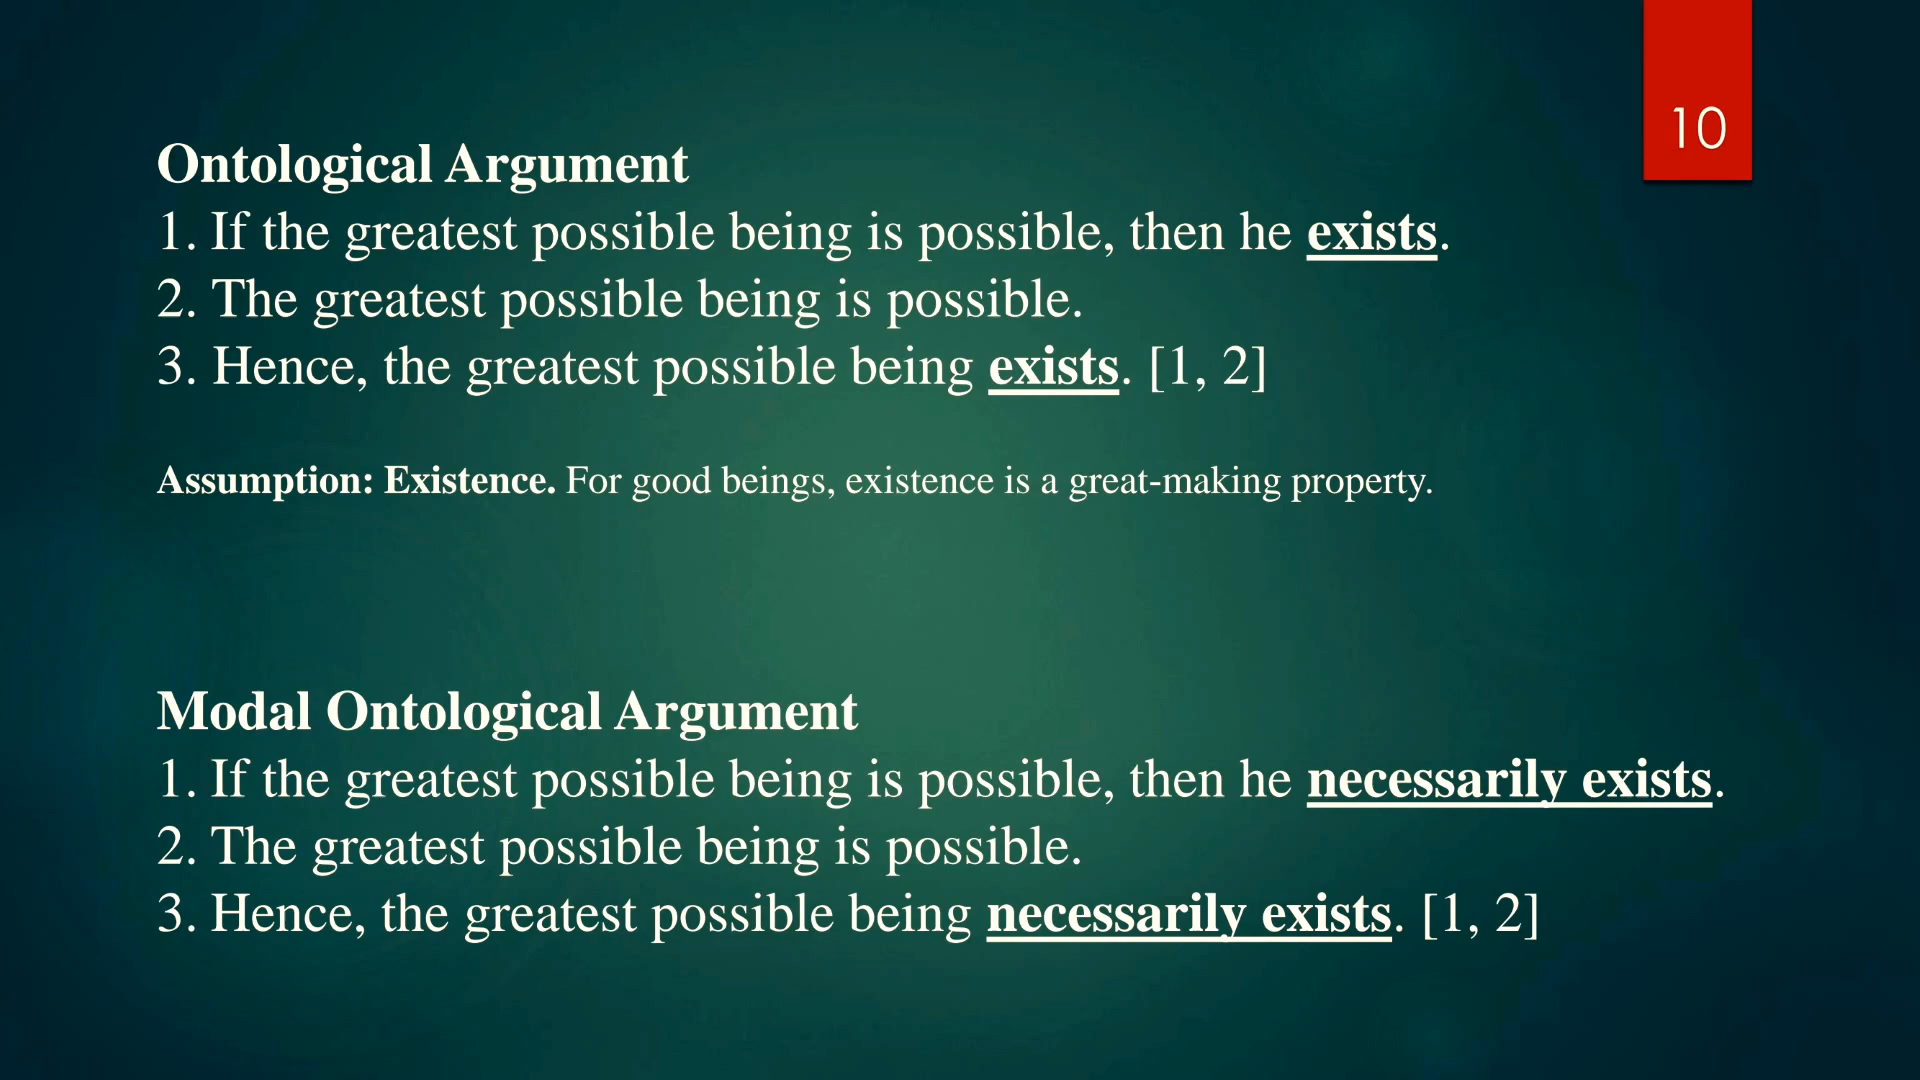 10
Ontological Argument
1. If the greatest possible being is possible, then he exists.
2. The greatest possible being is possible.
3. Hence, the greatest possible being exists. [1, 2]
Assumption: Existence. For good beings, existence is a great-making property.
Modal Ontological Argument
1. If the greatest possible being is possible, then he necessarily exists.
2. The greatest possible being is possible.
3. Hence, the greatest possible being necessarily exists. [1, 2]